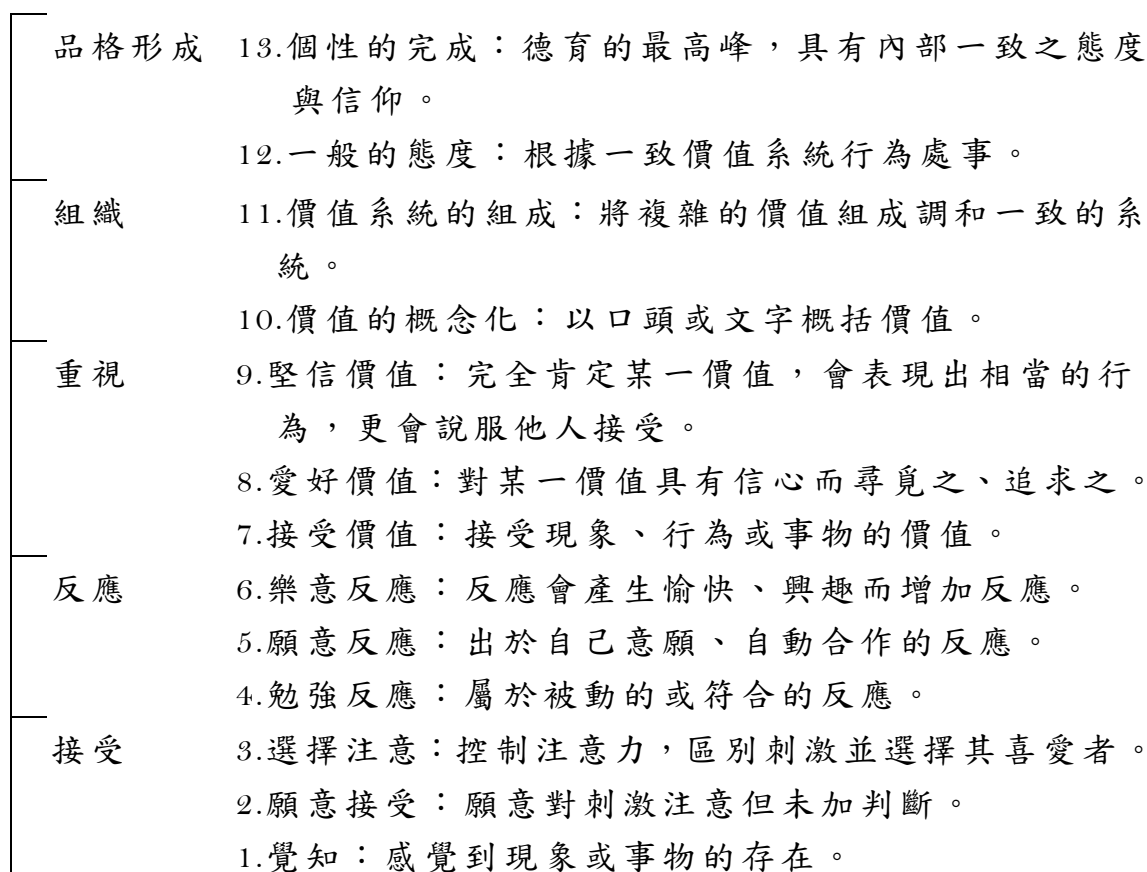 品格形成 13.個性的完成：德育的最高峰，具有內部一致之態度
與信仰。
12.一般的態度：根據一致價值系統行為處事。
組織 11.價值系統的組成：將複雜的價值組成調和一致的系
統。
10.價值的概念化：以口頭或文字概括價值。
重視 9.堅信價值：完全肯定某一價值，會表現出相當的行
為，更會說服他人接受。
8.愛好價值：對某一價值具有信心而尋覓之、追求之。
7.接受價值：接受現象、行為或事物的價值。
反應 6.樂意反應：反應會產生愉快、興趣而增加反應。
5.願意反應：出於自己意願、自動合作的反應。
4.勉強反應：屬於被動的或符合的反應。
接受 3.選擇注意：控制注意力，區別刺激並選擇其喜愛者。
2.願意接受：願意對刺激注意但未加判斷。
1.覺知：感覺到現象或事物的存在。